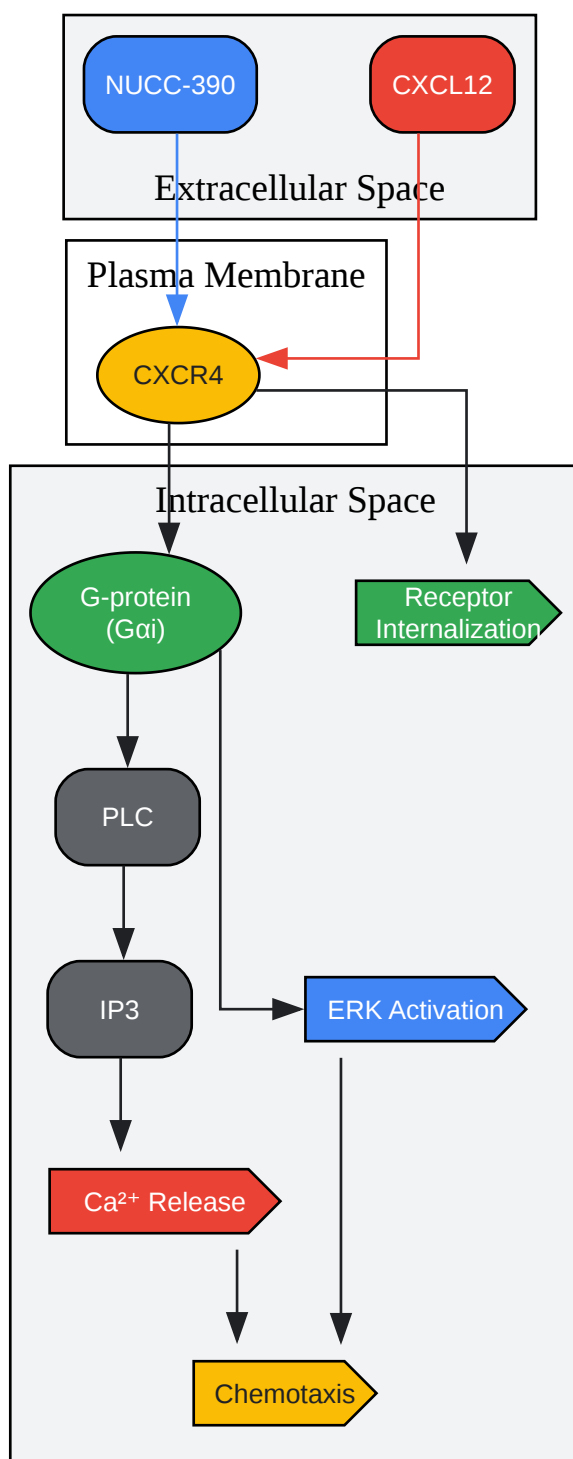 NUCC-390
CXCL12
Extracellular Space
Plasma Membrane
CXCR4
Intracellular Space
G-protein
(Gαi)
Receptor
Internalization
PLC
IP3
ERK Activation
Ca²⁺ Release
Chemotaxis